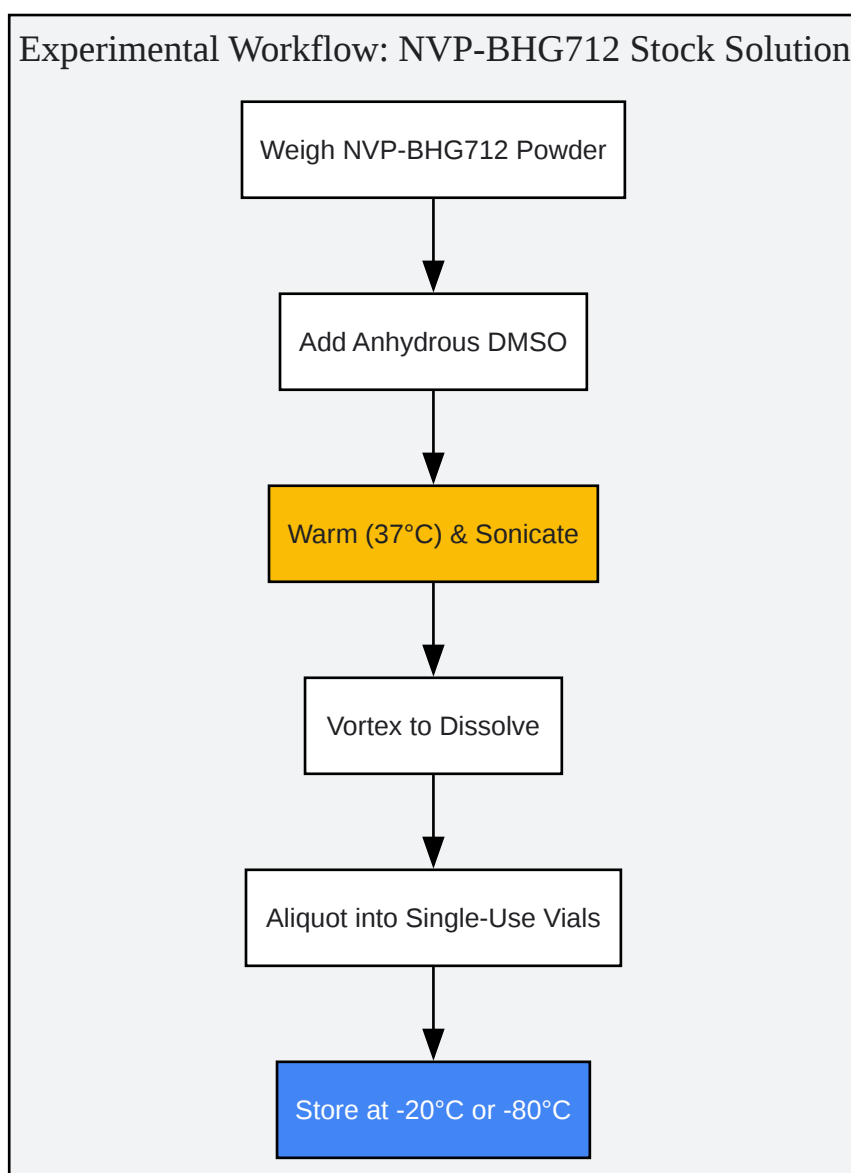 Experimental Workflow: NVP-BHG712 Stock Solution
Weigh NVP-BHG712 Powder
Add Anhydrous DMSO
Warm (37°C) & Sonicate
Vortex to Dissolve
Aliquot into Single-Use Vials
Store at -20°C or -80°C